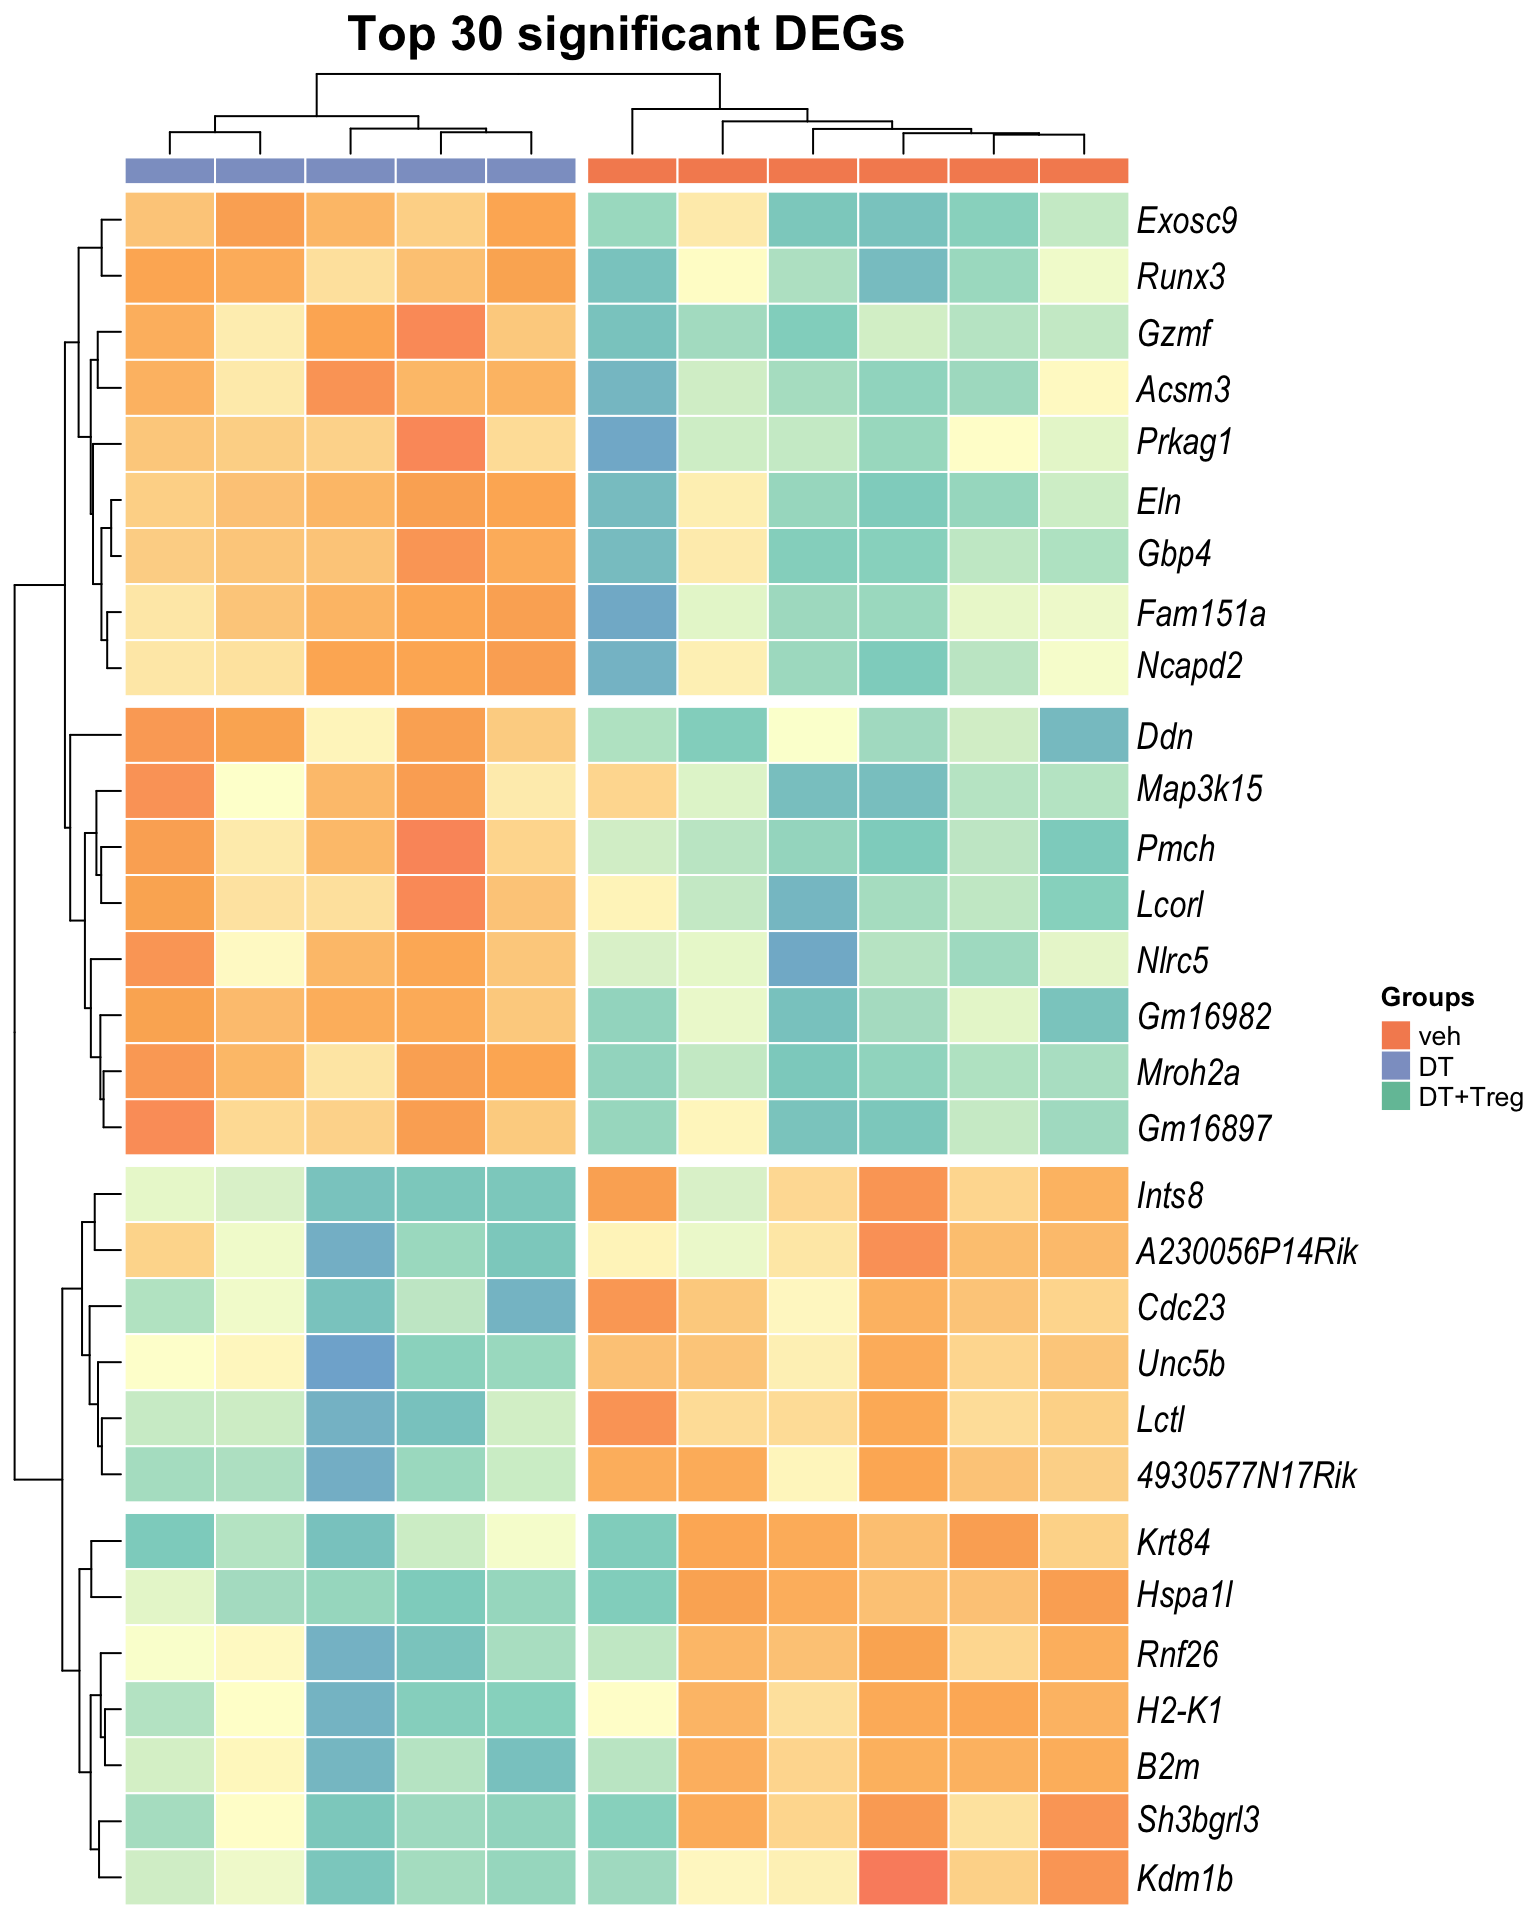 Top 30 significant DEGs
Exosc9
Runx3
Gzmf
Acsm3
Prkag1
Eln
Gbp4
Fam151a
Ncapd2
Ddn
Map3k15
Pmch
Lcorl
Nlrc5
Gm16982
Mroh2a
Gm16897
Ints8
A230056P14Rik
Cdc23
Unc5b
Lctl
4930577N17Rik
Krt84
Hspa1l
Rnf26
H2-K1
B2m
Sh3bgrl3
Kdm1b
Groups
veh
DT
DT+Treg